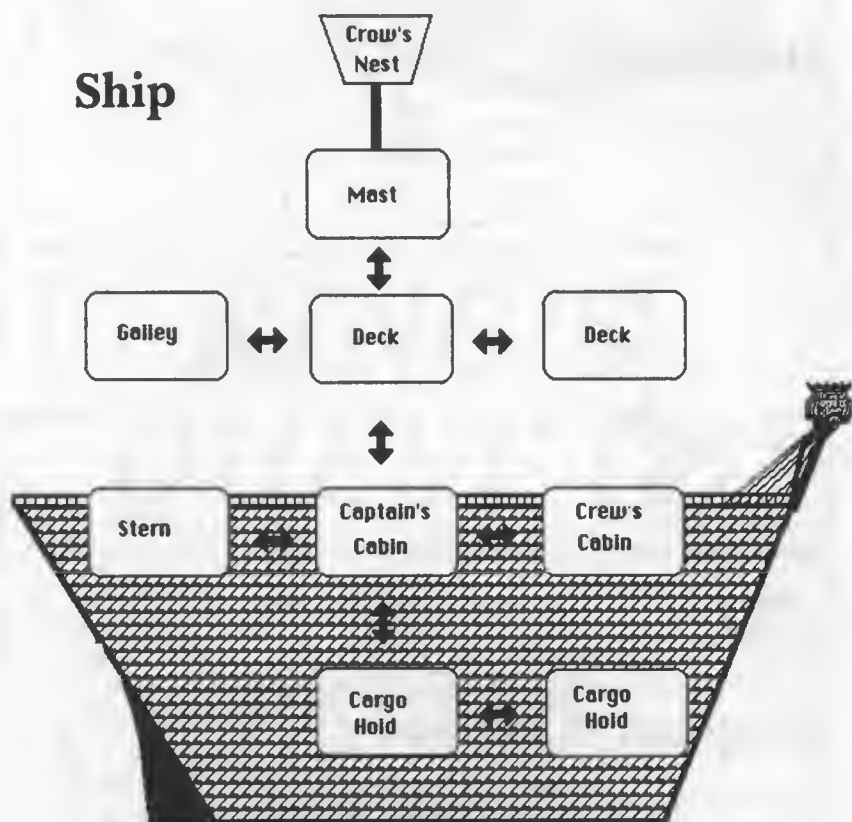 Crow's
Nest
Ship
Mast
Galley
Deck
Deck
Stern
Captain's
Cabin
Crew's
Cabin
Cargo
Hold
Cargo
Hold